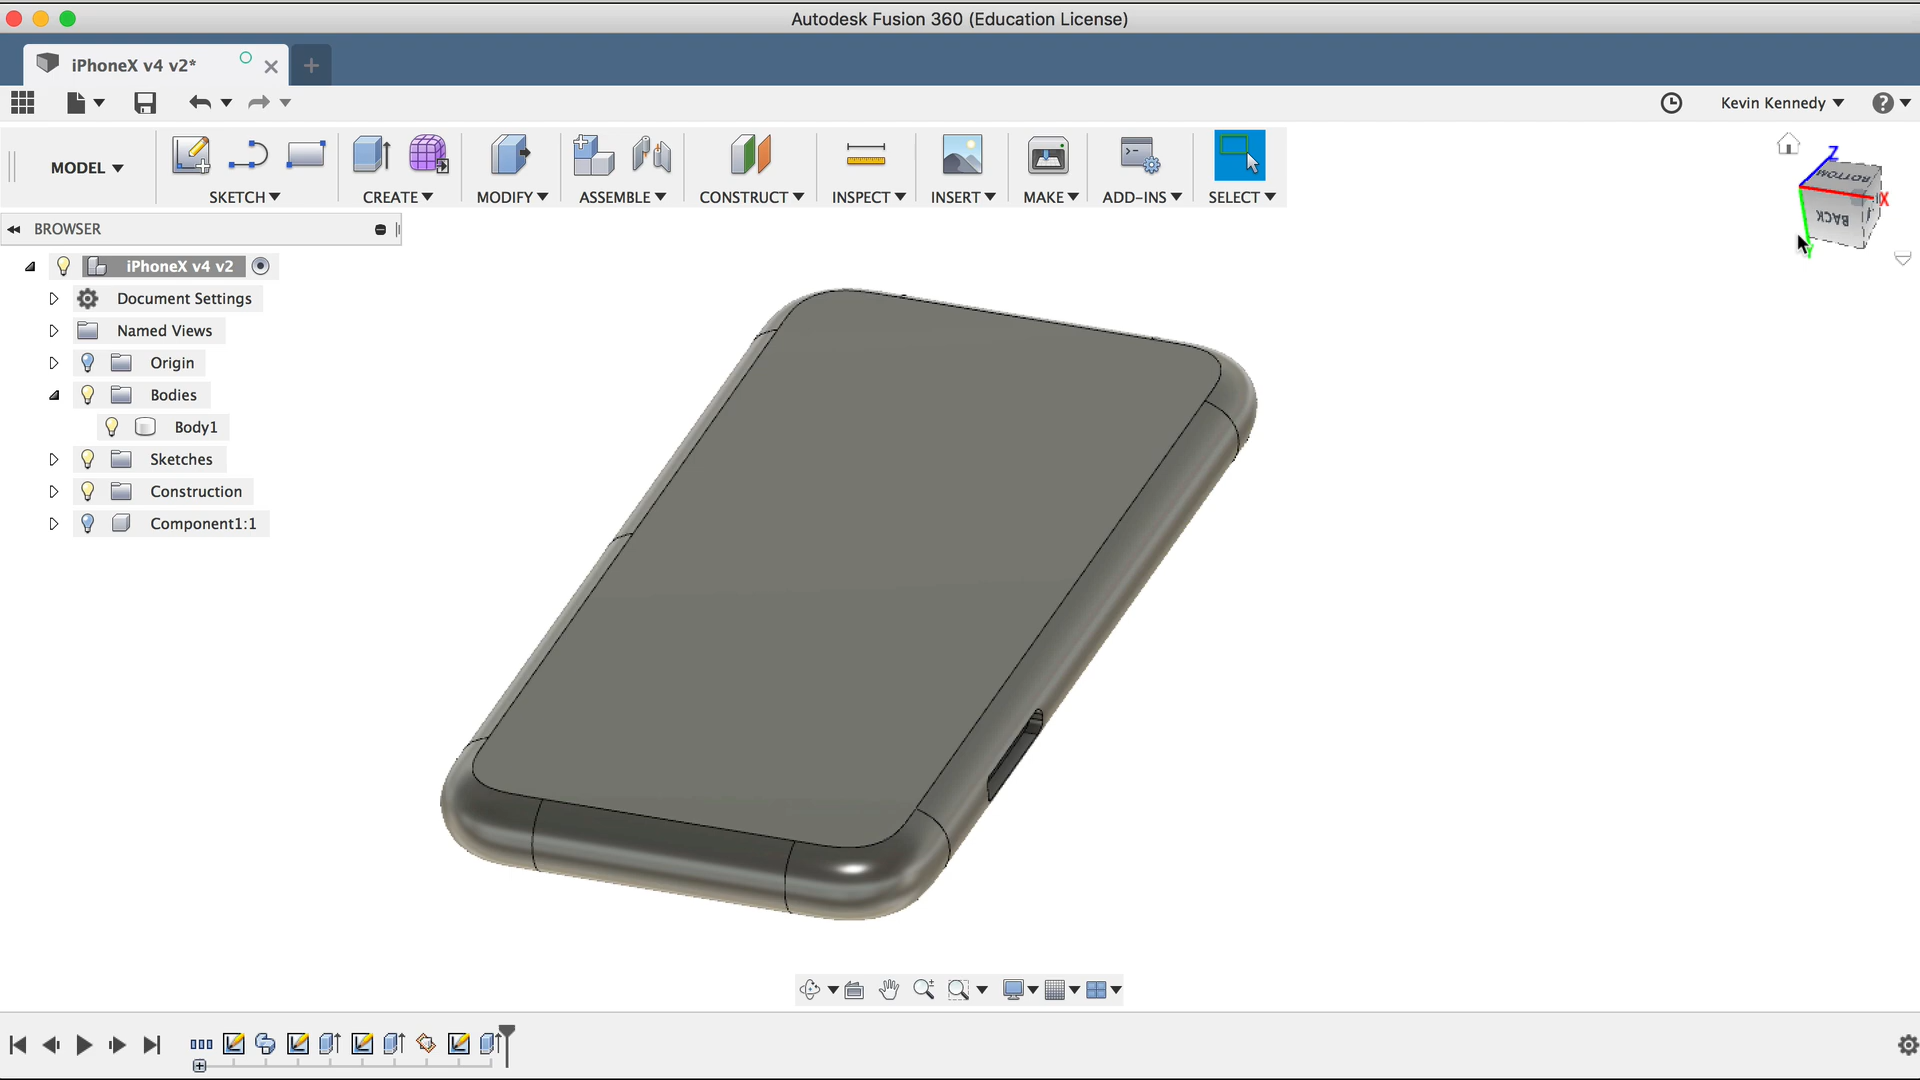 Autodesk Fusion 360 (Education License)
iPhoneX v4 v2*
Kevin Kennedy
MODEL
SKETCH
CREATE
MODIFY
ASSEMBLE
CONSTRUCT
INSPECT
INSERT
MAKE
ADD-INS
SELECT
Z
BOTTOM
X
BACK
Y
BROWSER
iPhoneX v4 v2
Document Settings
Named Views
Origin
Bodies
Body1
Sketches
Construction
Component1:1